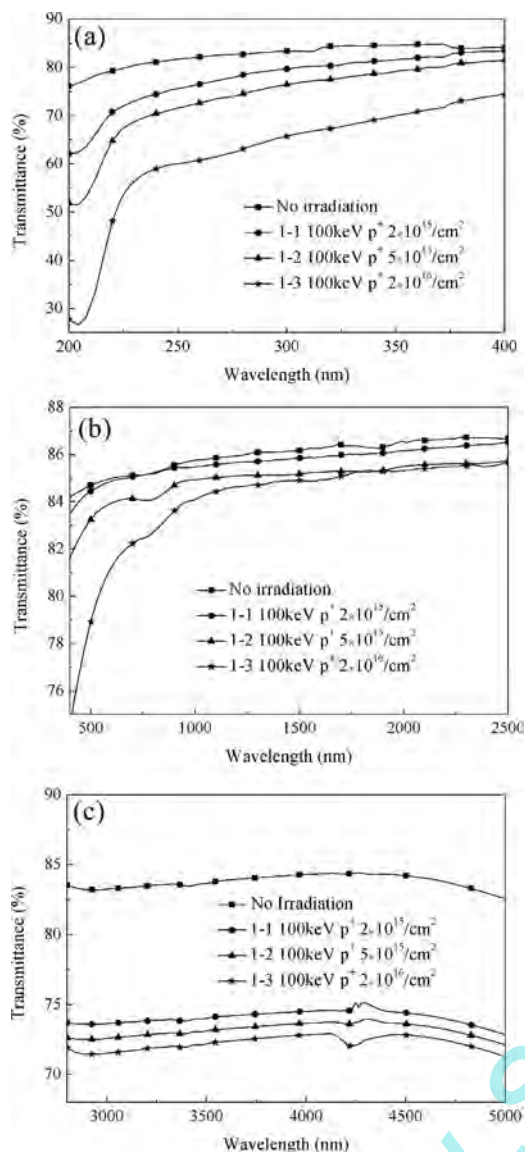 (a)
90
80
70
60
50
40
30
Transmittance (%)
No irradiation
1-1 100keV p+ 2×10^15/cm^2
1-2 100keV p+ 5×10^15/cm^2
1-3 100keV p+ 2×10^16/cm^2
200 250 300 350 400
Wavelength (nm)
(b)
88
86
84
82
80
78
76
Transmittance (%)
No irradiation
1-1 100keV p+ 2×10^15/cm^2
1-2 100keV p+ 5×10^15/cm^2
1-3 100keV p+ 2×10^16/cm^2
500 1000 1500 2000 2500
Wavelength (nm)
(c)
90
85
80
75
70
Transmittance (%)
No Irradiation
1-1 100keV p+ 2×10^15/cm^2
1-2 100keV p+ 5×10^15/cm^2
1-3 100keV p+ 2×10^16/cm^2
3000 3500 4000 4500 5000
Wavelength (nm)